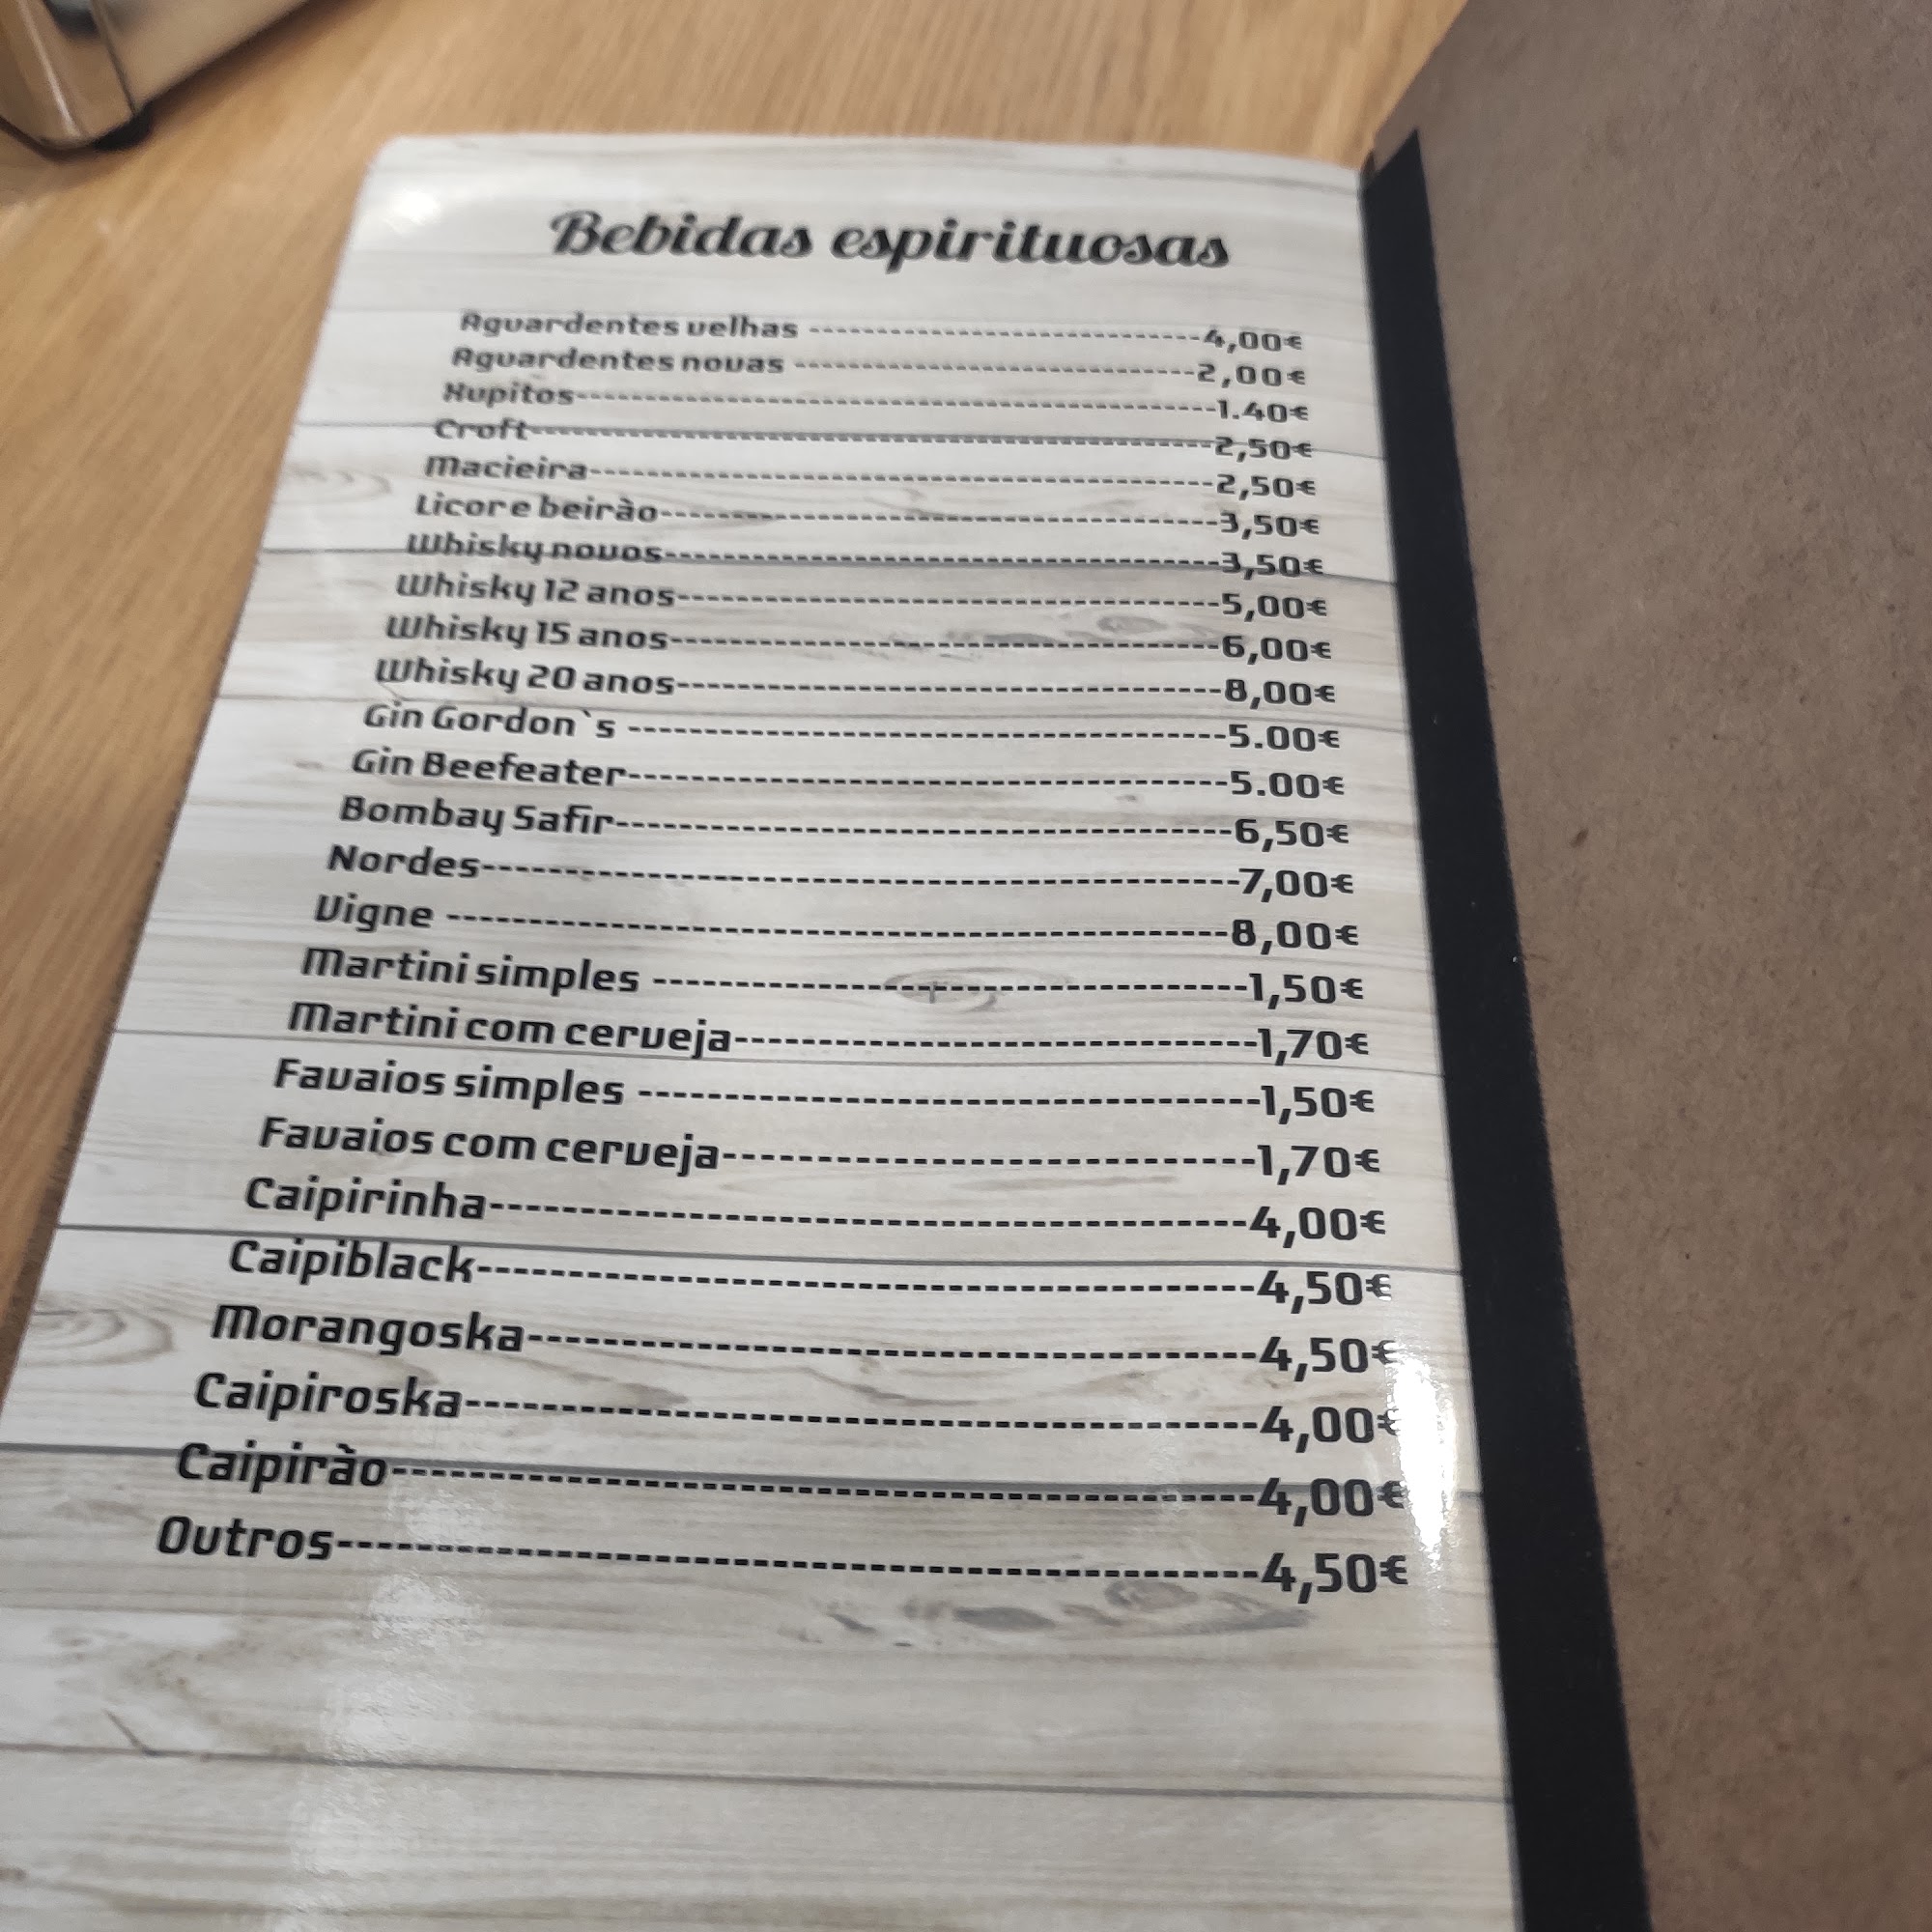 Bebidas espirituosas
Aguardentes velhas ---------------------------------------4,00€
Aguardentes novas ----------------------------------------2,00€
Xupitos----------------------------------------------------1.40€
Croft------------------------------------------------------2,50€
Macieira---------------------------------------------------2,50€
Licor e beirào---------------------------------------------3,50€
Whisky novos-----------------------------------------------3,50€
Whisky 12 anos---------------------------------------------5,00€
Whisky 15 anos---------------------------------------------6,00€
Whisky 20 anos---------------------------------------------8,00€
Gin Gordon`s ----------------------------------------------5.00€
Gin Beefeater----------------------------------------------5.00€
Bombay Safir-----------------------------------------------6,50€
Nordes-----------------------------------------------------7,00€
Vigne -----------------------------------------------------8,00€
Martini simples -------------------------------------------1,50€
Martini com cerveja----------------------------------------1,70€
Favaios simples -------------------------------------------1,50€
Favaios com cerveja----------------------------------------1,70€
Caipirinha-------------------------------------------------4,00€
Caipiblack-------------------------------------------------4,50€
Morangoska-------------------------------------------------4,50€
Caipiroska-------------------------------------------------4,00€
Caipirào---------------------------------------------------4,00€
Outros-----------------------------------------------------4,50€